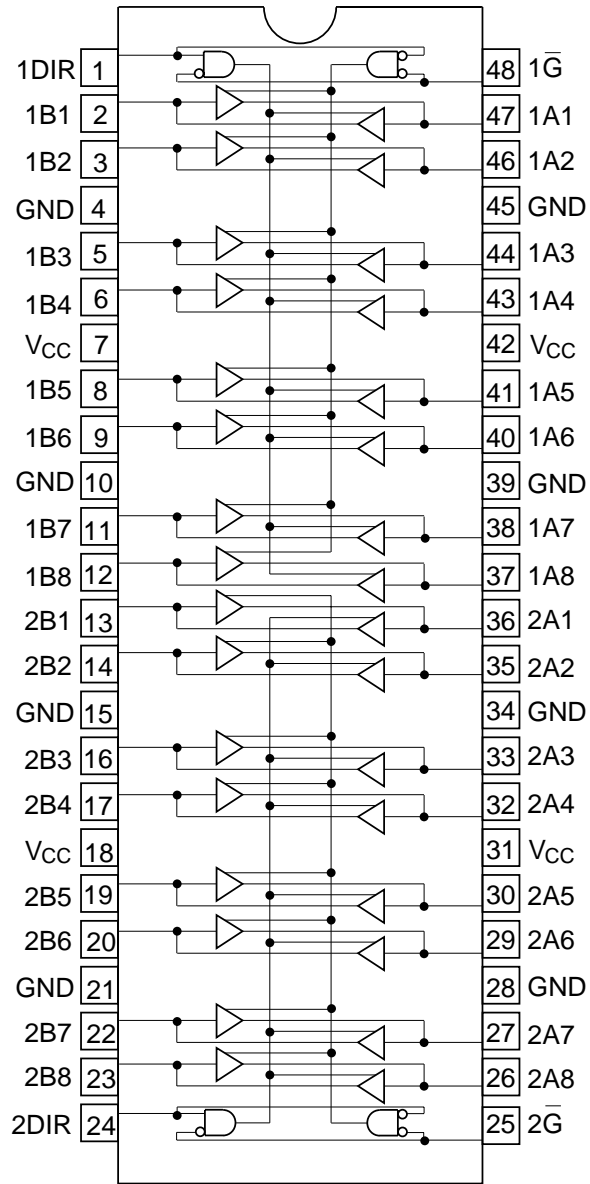 1DIR 1 48 1G̅
1B1 2 47 1A1
1B2 3 46 1A2
GND 4 45 GND
1B3 5 44 1A3
1B4 6 43 1A4
VCC 7 42 VCC
1B5 8 41 1A5
1B6 9 40 1A6
GND 10 39 GND
1B7 11 38 1A7
1B8 12 37 1A8
2B1 13 36 2A1
2B2 14 35 2A2
GND 15 34 GND
2B3 16 33 2A3
2B4 17 32 2A4
VCC 18 31 VCC
2B5 19 30 2A5
2B6 20 29 2A6
GND 21 28 GND
2B7 22 27 2A7
2B8 23 26 2A8
2DIR 24 25 2G̅